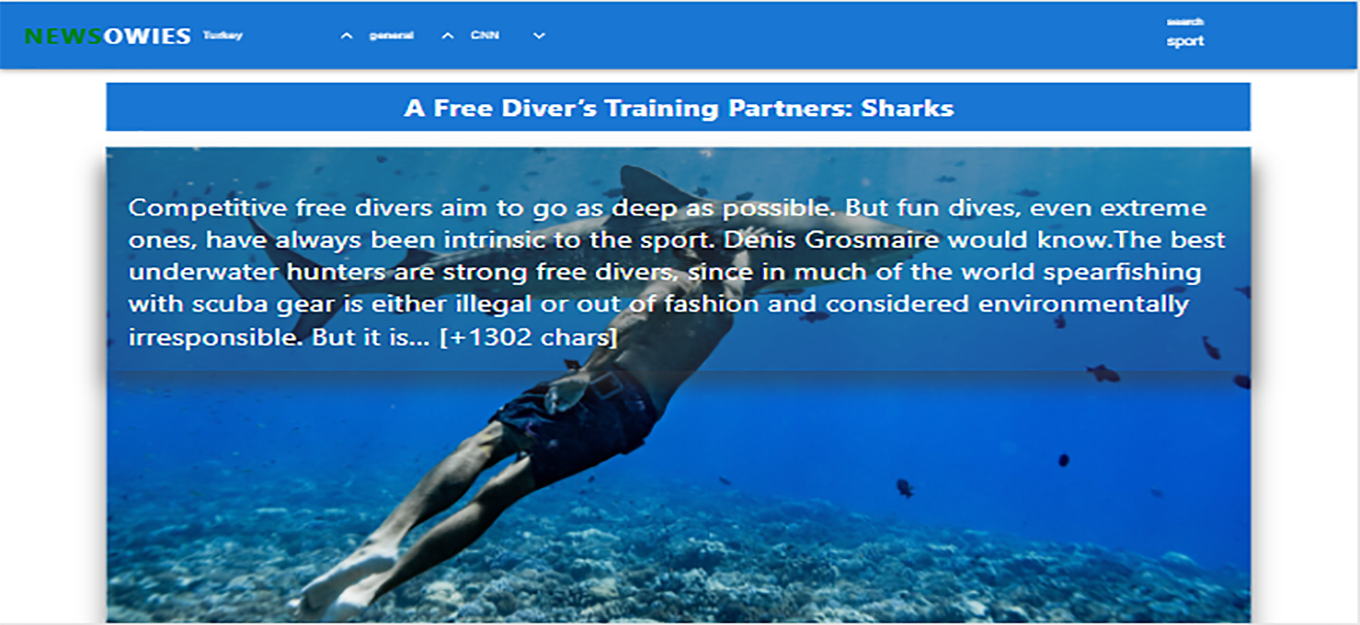 NEWSOWIES Turkey general CNN
search
sport
A Free Diver’s Training Partners: Sharks
Competitive free divers aim to go as deep as possible. But fun dives, even extreme
ones, have always been intrinsic to the sport. Denis Grosmaire would know.The best
underwater hunters are strong free divers, since in much of the world spearfishing
with scuba gear is either illegal or out of fashion and considered environmentally
irresponsible. But it is... [+1302 chars]